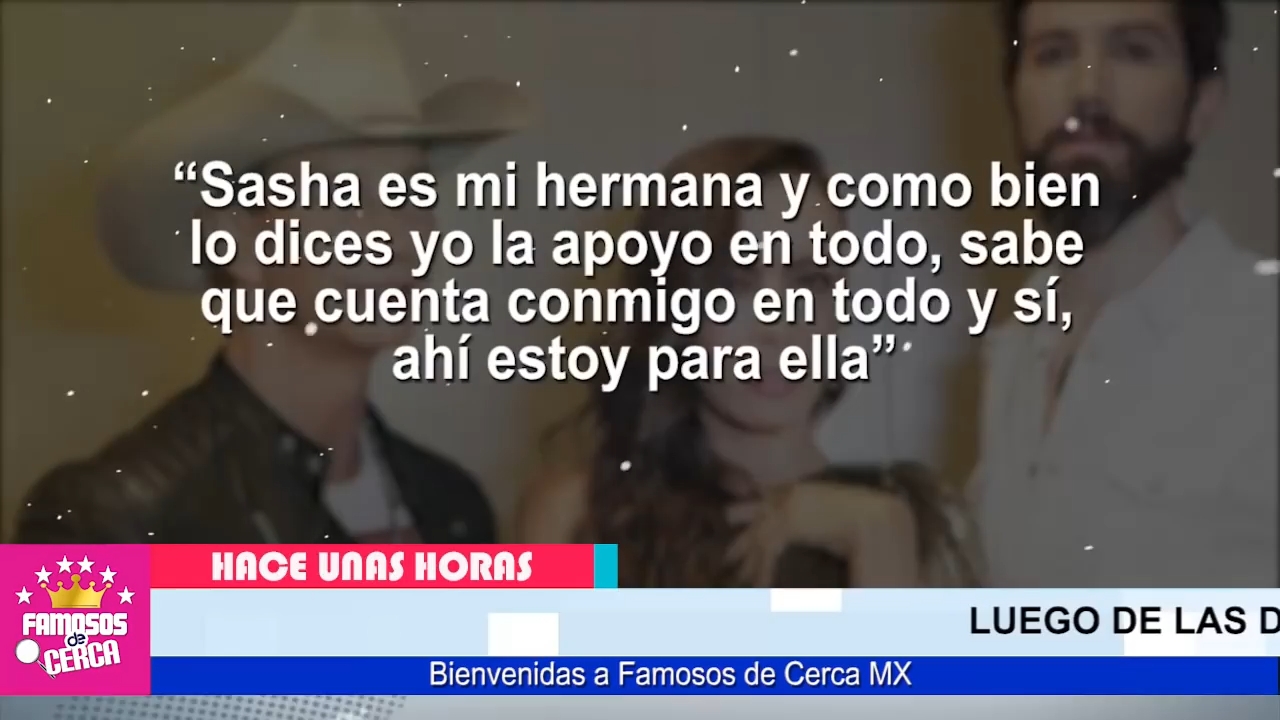 “Sasha es mi hermana y como bien
lo dices yo la apoyo en todo, sabe
que cuenta conmigo en todo y sí,
ahí estoy para ella”
HACE UNAS HORAS
FAMOSOS
de
CERCA
LUEGO DE LAS D
Bienvenidas a Famosos de Cerca MX